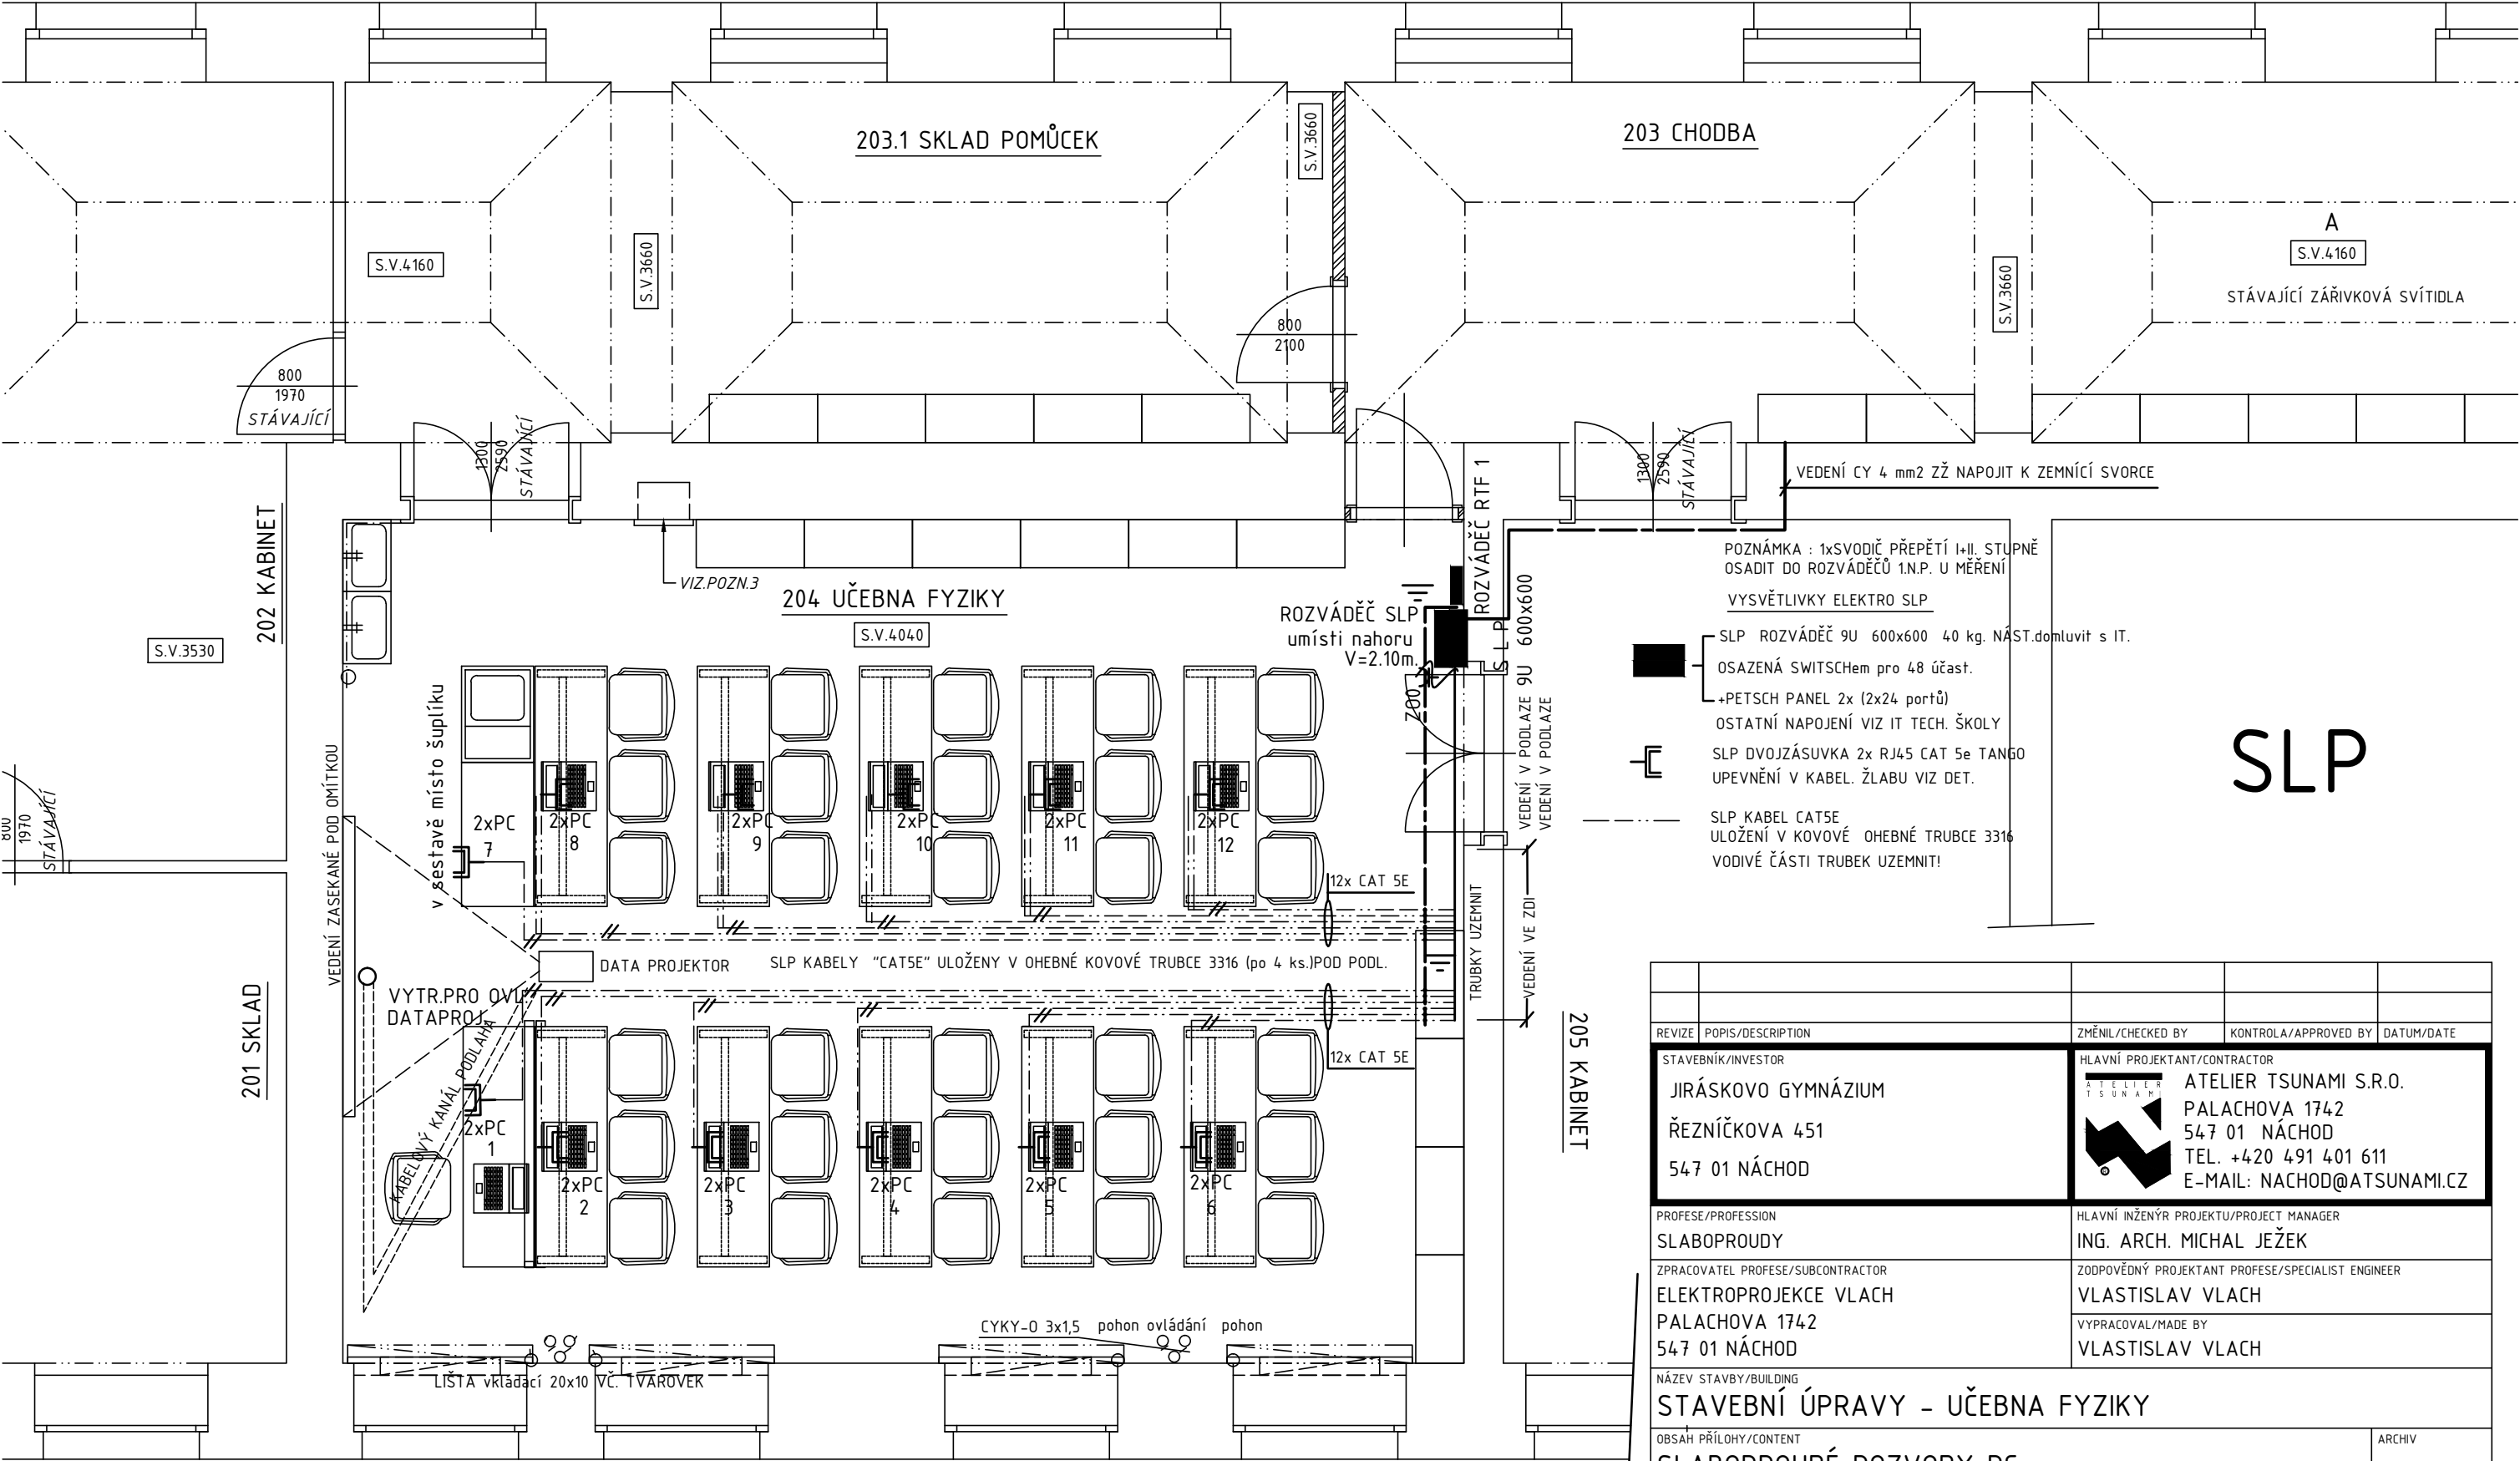 203.1 SKLAD POMŮCEK
203 CHODBA
S.V.3660
S.V.4160
S.V.3660
A
S.V.4160
S.V.3660
STÁVAJÍCÍ ZÁŘIVKOVÁ SVÍTIDLA
800
2100
800
1970
STÁVAJÍCÍ
1300
2590
STÁVAJÍCÍ
1300
2590
STÁVAJÍCÍ
VEDENÍ CY 4 mm2 ZŽ NAPOJIT K ZEMNÍCÍ SVORCE
202 KABINET
S.V.3530
VIZ.POZN.3
204 UČEBNA FYZIKY
S.V.4040
ROZVÁDĚČ SLP
umísti nahoru
V=2.10m.
ROZVÁDĚČ RTF 1
SLP 9U 600x600
ZOO
POZNÁMKA : 1xSVODIČ PŘEPĚTÍ I+II. STUPNĚ
OSADIT DO ROZVÁDĚČŮ 1.N.P. U MĚŘENÍ
VYSVĚTLIVKY ELEKTRO SLP
SLP ROZVÁDĚČ 9U 600x600 40 kg. NÁST.domluvit s IT.
OSAZENÁ SWITSCHem pro 48 účast.
+PETSCH PANEL 2x (2x24 portů)
OSTATNÍ NAPOJENÍ VIZ IT TECH. ŠKOLY
SLP DVOJZÁSUVKA 2x RJ45 CAT 5e TANGO
UPEVNĚNÍ V KABEL. ŽLABU VIZ DET.
SLP KABEL CAT5E
ULOŽENÍ V KOVOVÉ OHEBNÉ TRUBCE 3316
VODIVÉ ČÁSTI TRUBEK UZEMNIT!
SLP
VEDENÍ V PODLAZE
VEDENÍ V PODLAZE
v sestavě místo šuplíku
VEDENÍ ZASEKANÉ POD OMÍTKOU
800
1970
STÁVAJÍCÍ
2xPC
7
2xPC
8
2xPC
9
2xPC
10
2xPC
11
2xPC
12
12x CAT 5E
TRUBKY UZEMNIT
VEDENÍ VE ZDI
DATA PROJEKTOR
SLP KABELY "CAT5E" ULOŽENY V OHEBNÉ KOVOVÉ TRUBCE 3316 (po 4 ks.)POD PODL.
VYTR.PRO OVL.
DATAPROJ.
KABELOVÝ KANÁL PODLAHA
201 SKLAD
12x CAT 5E
205 KABINET
2xPC
1
2xPC
2
2xPC
3
2xPC
4
2xPC
5
2xPC
6
CYKY-O 3x1,5 pohon ovládání pohon
LIŠTA vkládací 20x10 VČ. TVAROVEK
REVIZE POPIS/DESCRIPTION ZMĚNIL/CHECKED BY KONTROLA/APPROVED BY DATUM/DATE
STAVEBNÍK/INVESTOR
JIRÁSKOVO GYMNÁZIUM
ŘEZNÍČKOVA 451
547 01 NÁCHOD
HLAVNÍ PROJEKTANT/CONTRACTOR
ATELIER
TSUNAMI
ATELIER TSUNAMI S.R.O.
PALACHOVA 1742
547 01 NÁCHOD
TEL. +420 491 401 611
E-MAIL: NACHOD@ATSUNAMI.CZ
PROFESE/PROFESSION
SLABOPROUDY
HLAVNÍ INŽENÝR PROJEKTU/PROJECT MANAGER
ING. ARCH. MICHAL JEŽEK
ZPRACOVATEL PROFESE/SUBCONTRACTOR
ELEKTROPROJEKCE VLACH
PALACHOVA 1742
547 01 NÁCHOD
ZODPOVĚDNÝ PROJEKTANT PROFESE/SPECIALIST ENGINEER
VLASTISLAV VLACH
VYPRACOVAL/MADE BY
VLASTISLAV VLACH
NÁZEV STAVBY/BUILDING
STAVEBNÍ ÚPRAVY - UČEBNA FYZIKY
OBSAH PŘÍLOHY/CONTENT
ARCHIV